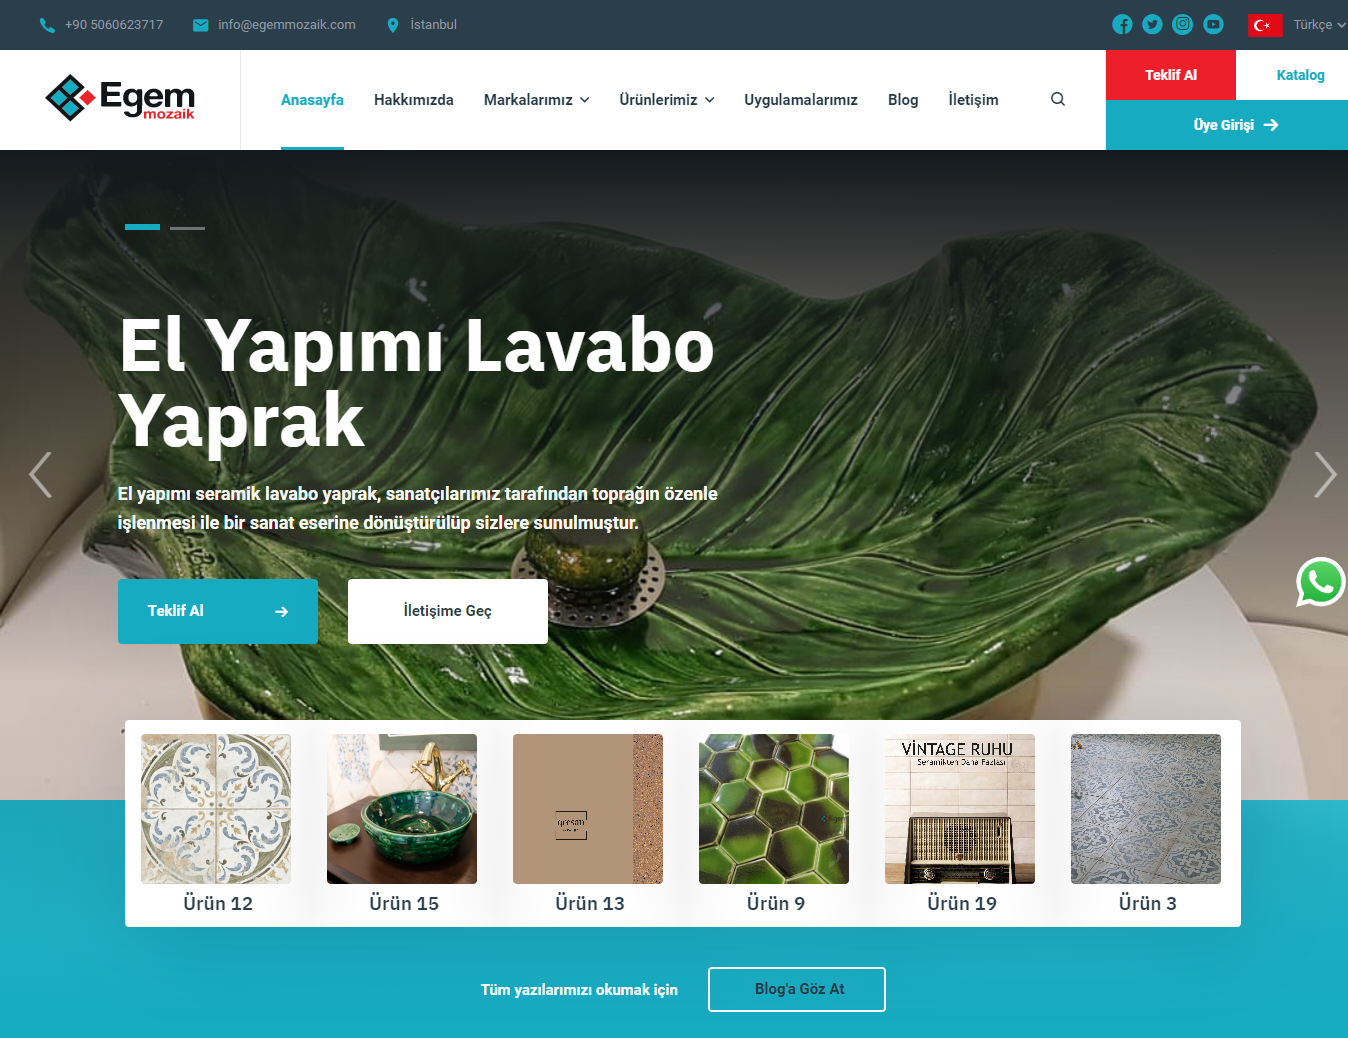 +90 5060623717
info@egemmozaik.com
İstanbul
Türkçe
Egem
mozaik
Anasayfa
Hakkımızda
Markalarımız
Ürünlerimiz
Uygulamalarımız
Blog
İletişim
Teklif Al
Katalog
Üye Girişi
El Yapımı Lavabo
Yaprak
El yapımı seramik lavabo yaprak, sanatçılarımız tarafından toprağın özenle
işlenmesi ile bir sanat eserine dönüştürülüp sizlere sunulmuştur.
Teklif Al
İletişime Geç
gresan
VİNTAGE RUHU
Seramikten Daha Fazlası
Ürün 12
Ürün 15
Ürün 13
Ürün 9
Ürün 19
Ürün 3
Tüm yazılarımızı okumak için
Blog'a Göz At